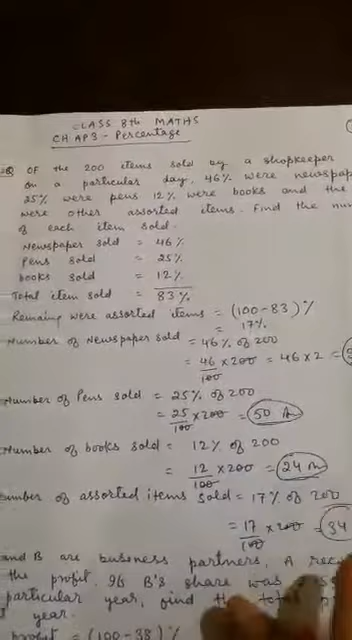 CLASS 8th MATHS
CHAP 3 - Percentage
Q OF the 200 items sold by a shopkeeper
on a particular day, 46% were newspap
25% were pens 12% were books and the
were other assorted items. Find the nu
of each item sold.
Newspaper sold = 46%
Pens sold = 25%
books sold = 12%
Total item sold = 83%
Remaing were assorted items = (100-83)%
= 17%
Number of Newspaper sold = 46% of 200
= 46/100 × 200 = 46 × 2 =
Number of Pens sold = 25% of 200
= 25/100 × 200 = 50
Number of books sold = 12% of 200
= 12/100 × 200 = 24
umber of assorted items sold = 17% of 200
= 17/100 × 200 = 34
and B are business partners, A rec
the profit. If B's share was
particular year, find the tot
year.
profit = (100-38)%